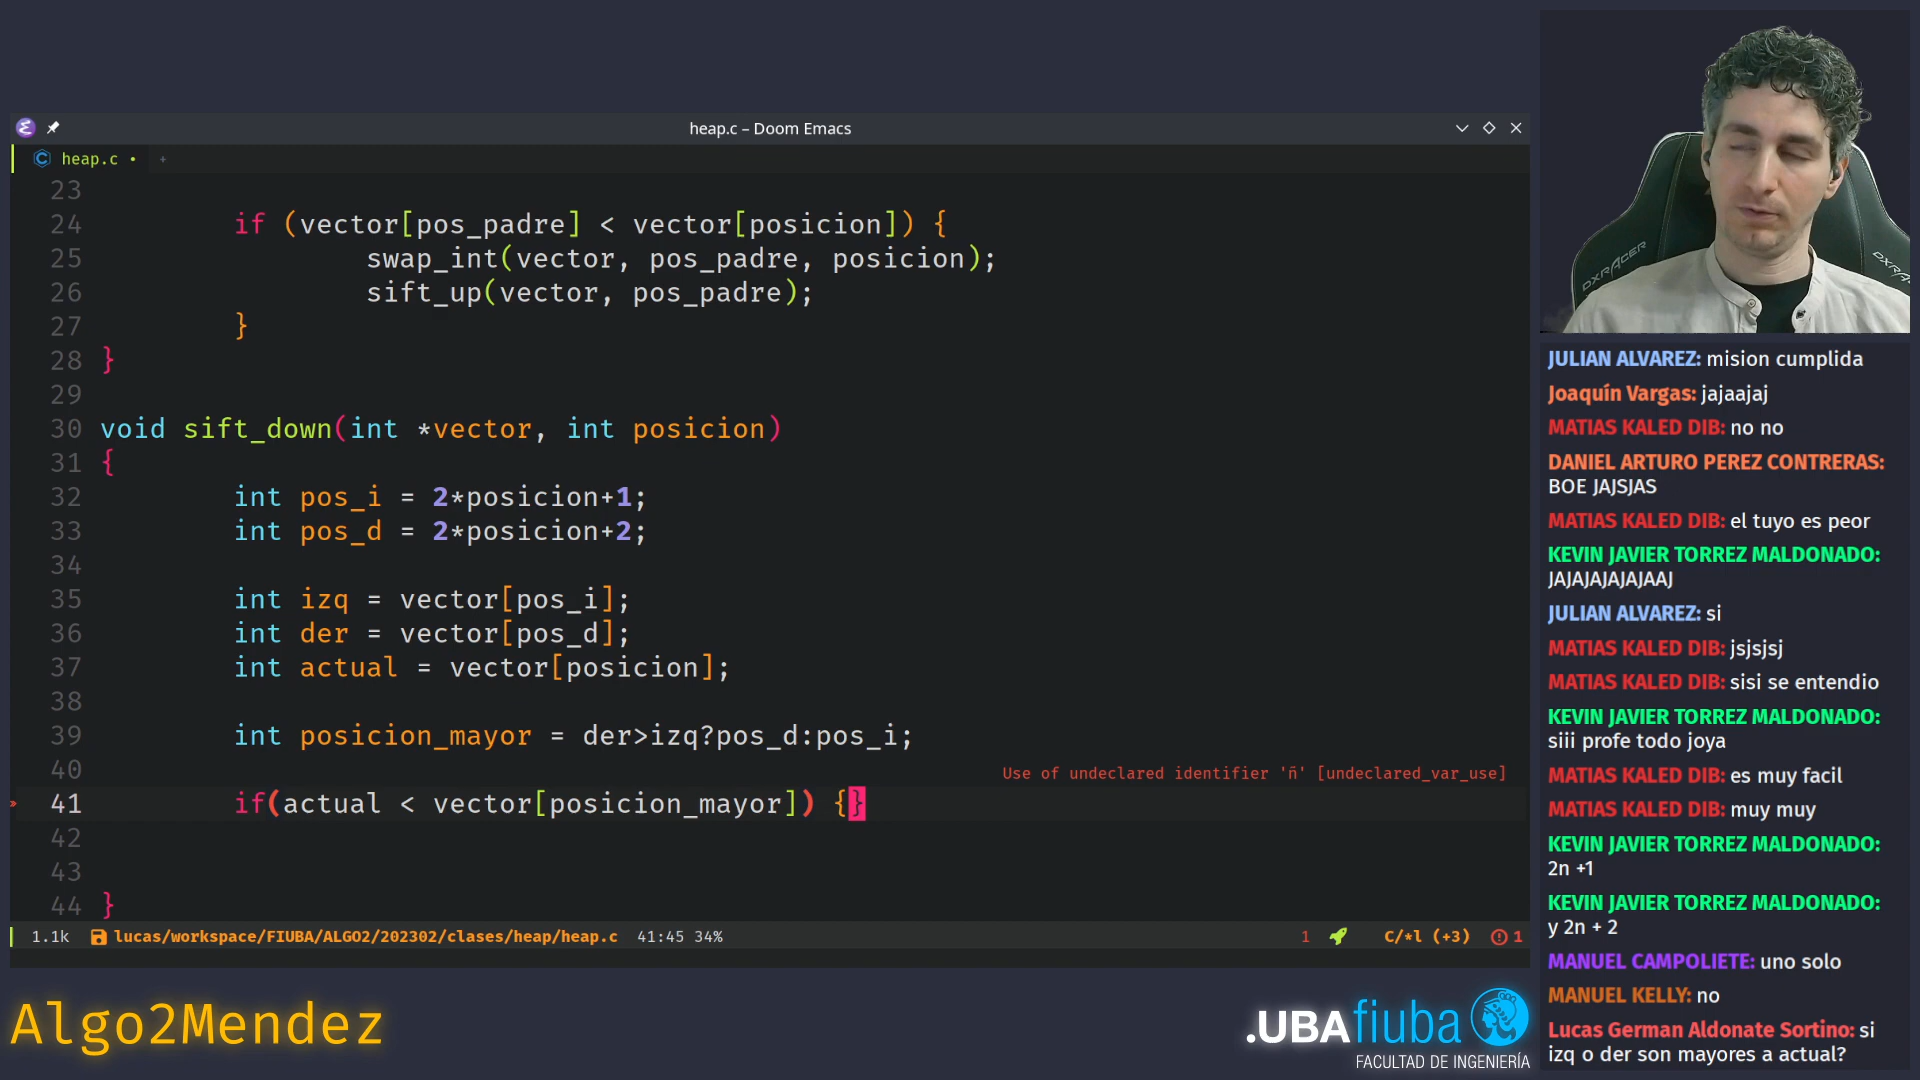 heap.c – Doom Emacs
heap.c • +
23
24 if (vector[pos_padre] < vector[posicion]) {
25 swap_int(vector, pos_padre, posicion);
26 sift_up(vector, pos_padre);
27 }
28 }
29
30 void sift_down(int *vector, int posicion)
31 {
32 int pos_i = 2*posicion+1;
33 int pos_d = 2*posicion+2;
34
35 int izq = vector[pos_i];
36 int der = vector[pos_d];
37 int actual = vector[posicion];
38
39 int posicion_mayor = der>izq?pos_d:pos_i;
40 Use of undeclared identifier 'ñ' [undeclared_var_use]
41 if(actual < vector[posicion_mayor]) {}
42
43
44 }
1.1k lucas/workspace/FIUBA/ALGO2/202302/clases/heap/heap.c 41:45 34% 1 C/*l (+3) 1
Algo2Mendez
.UBAfiuba
FACULTAD DE INGENIERÍA
DXRACER
JULIAN ALVAREZ: mision cumplida
Joaquín Vargas: jajaajaj
MATIAS KALED DIB: no no
DANIEL ARTURO PEREZ CONTRERAS:
BOE JAJSJAS
MATIAS KALED DIB: el tuyo es peor
KEVIN JAVIER TORREZ MALDONADO:
JAJAJAJAJAJAAJ
JULIAN ALVAREZ: si
MATIAS KALED DIB: jsjsjsj
MATIAS KALED DIB: sisi se entendio
KEVIN JAVIER TORREZ MALDONADO:
siii profe todo joya
MATIAS KALED DIB: es muy facil
MATIAS KALED DIB: muy muy
KEVIN JAVIER TORREZ MALDONADO:
2n +1
KEVIN JAVIER TORREZ MALDONADO:
y 2n + 2
MANUEL CAMPOLIETE: uno solo
MANUEL KELLY: no
Lucas German Aldonate Sortino: si
izq o der son mayores a actual?